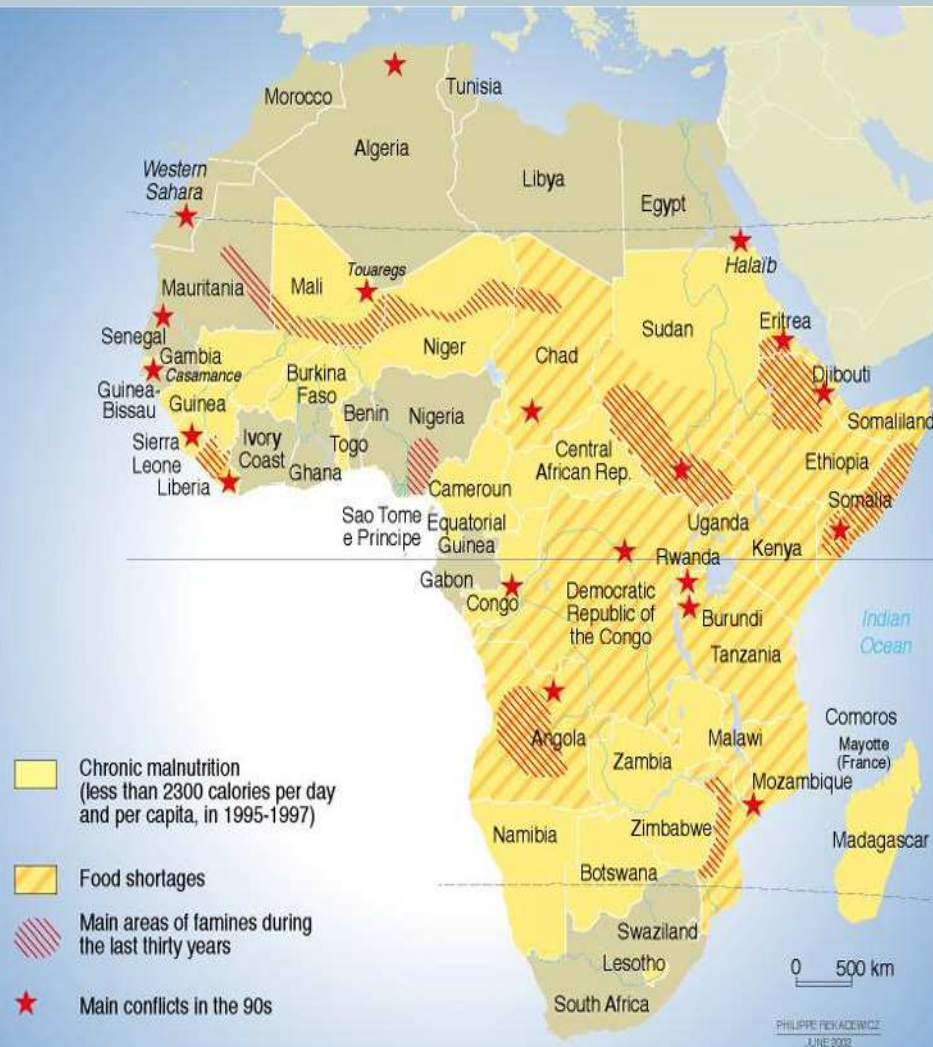 Morocco
Tunisia
Algeria
Western
Sahara
Libya
Egypt
Halaïb
Mauritania
Mali
Touaregs
Niger
Chad
Sudan
Eritrea
Djibouti
Senegal
Gambia
Casamance
Guinea-
Bissau
Guinea
Burkina
Faso
Benin
Nigeria
Somaliland
Sierra
Leone
Liberia
Ivory
Coast
Ghana
Togo
Central
African Rep.
Ethiopia
Cameroun
Somalia
Sao Tome
e Principe
Equatorial
Guinea
Uganda
Kenya
Rwanda
Gabon
Congo
Democratic
Republic of
the Congo
Burundi
Tanzania
Indian
Ocean
Angola
Zambia
Malawi
Comoros
Mayotte
(France)
Mozambique
Namibia
Zimbabwe
Botswana
Madagascar
Swaziland
Lesotho
South Africa
Chronic malnutrition
(less than 2300 calories per day
and per capita, in 1995-1997)
Food shortages
Main areas of famines during
the last thirty years
Main conflicts in the 90s
0 500 km
PHILIPPE REKACEWICZ
JUNE 2002